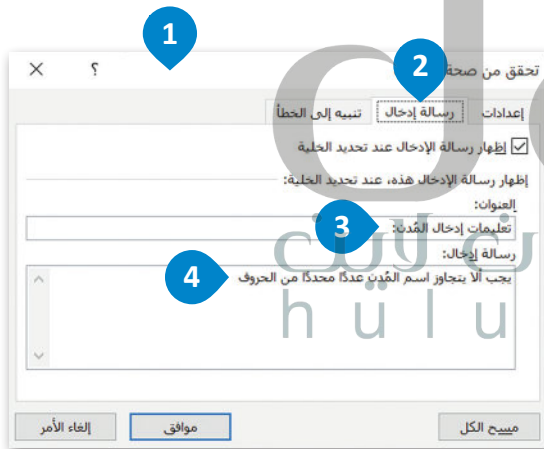 1
تحقق من صحة
2
إعدادات
رسالة إدخال
تنبيه إلى الخطأ
إظهار رسالة الإدخال عند تحديد الخلية
إظهار رسالة الإدخال هذه، عند تحديد الخلية:
العنوان:
تعليمات إدخال المُدن:
3
رسالة إدخال:
يجب ألا يتجاوز اسم المُدن عددًا محددًا من الحروف
4
hülu
مسح الكل
موافق
إلغاء الأمر